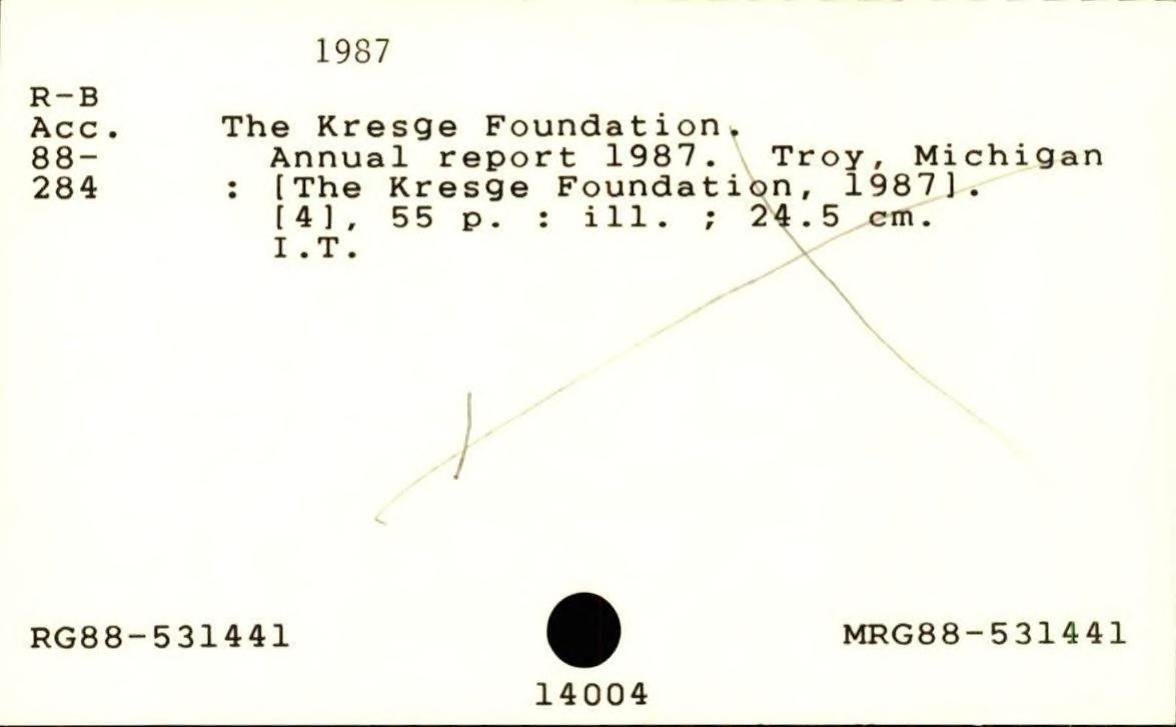 1987
R-B
Acc. The Kresge Foundation.
88- Annual report 1987. Troy, Michigan
284 : [The Kresge Foundation, 1987].
[4], 55 p. : ill. ; 24.5 cm.
I.T.
RG88-531441 MRG88-531441
14004